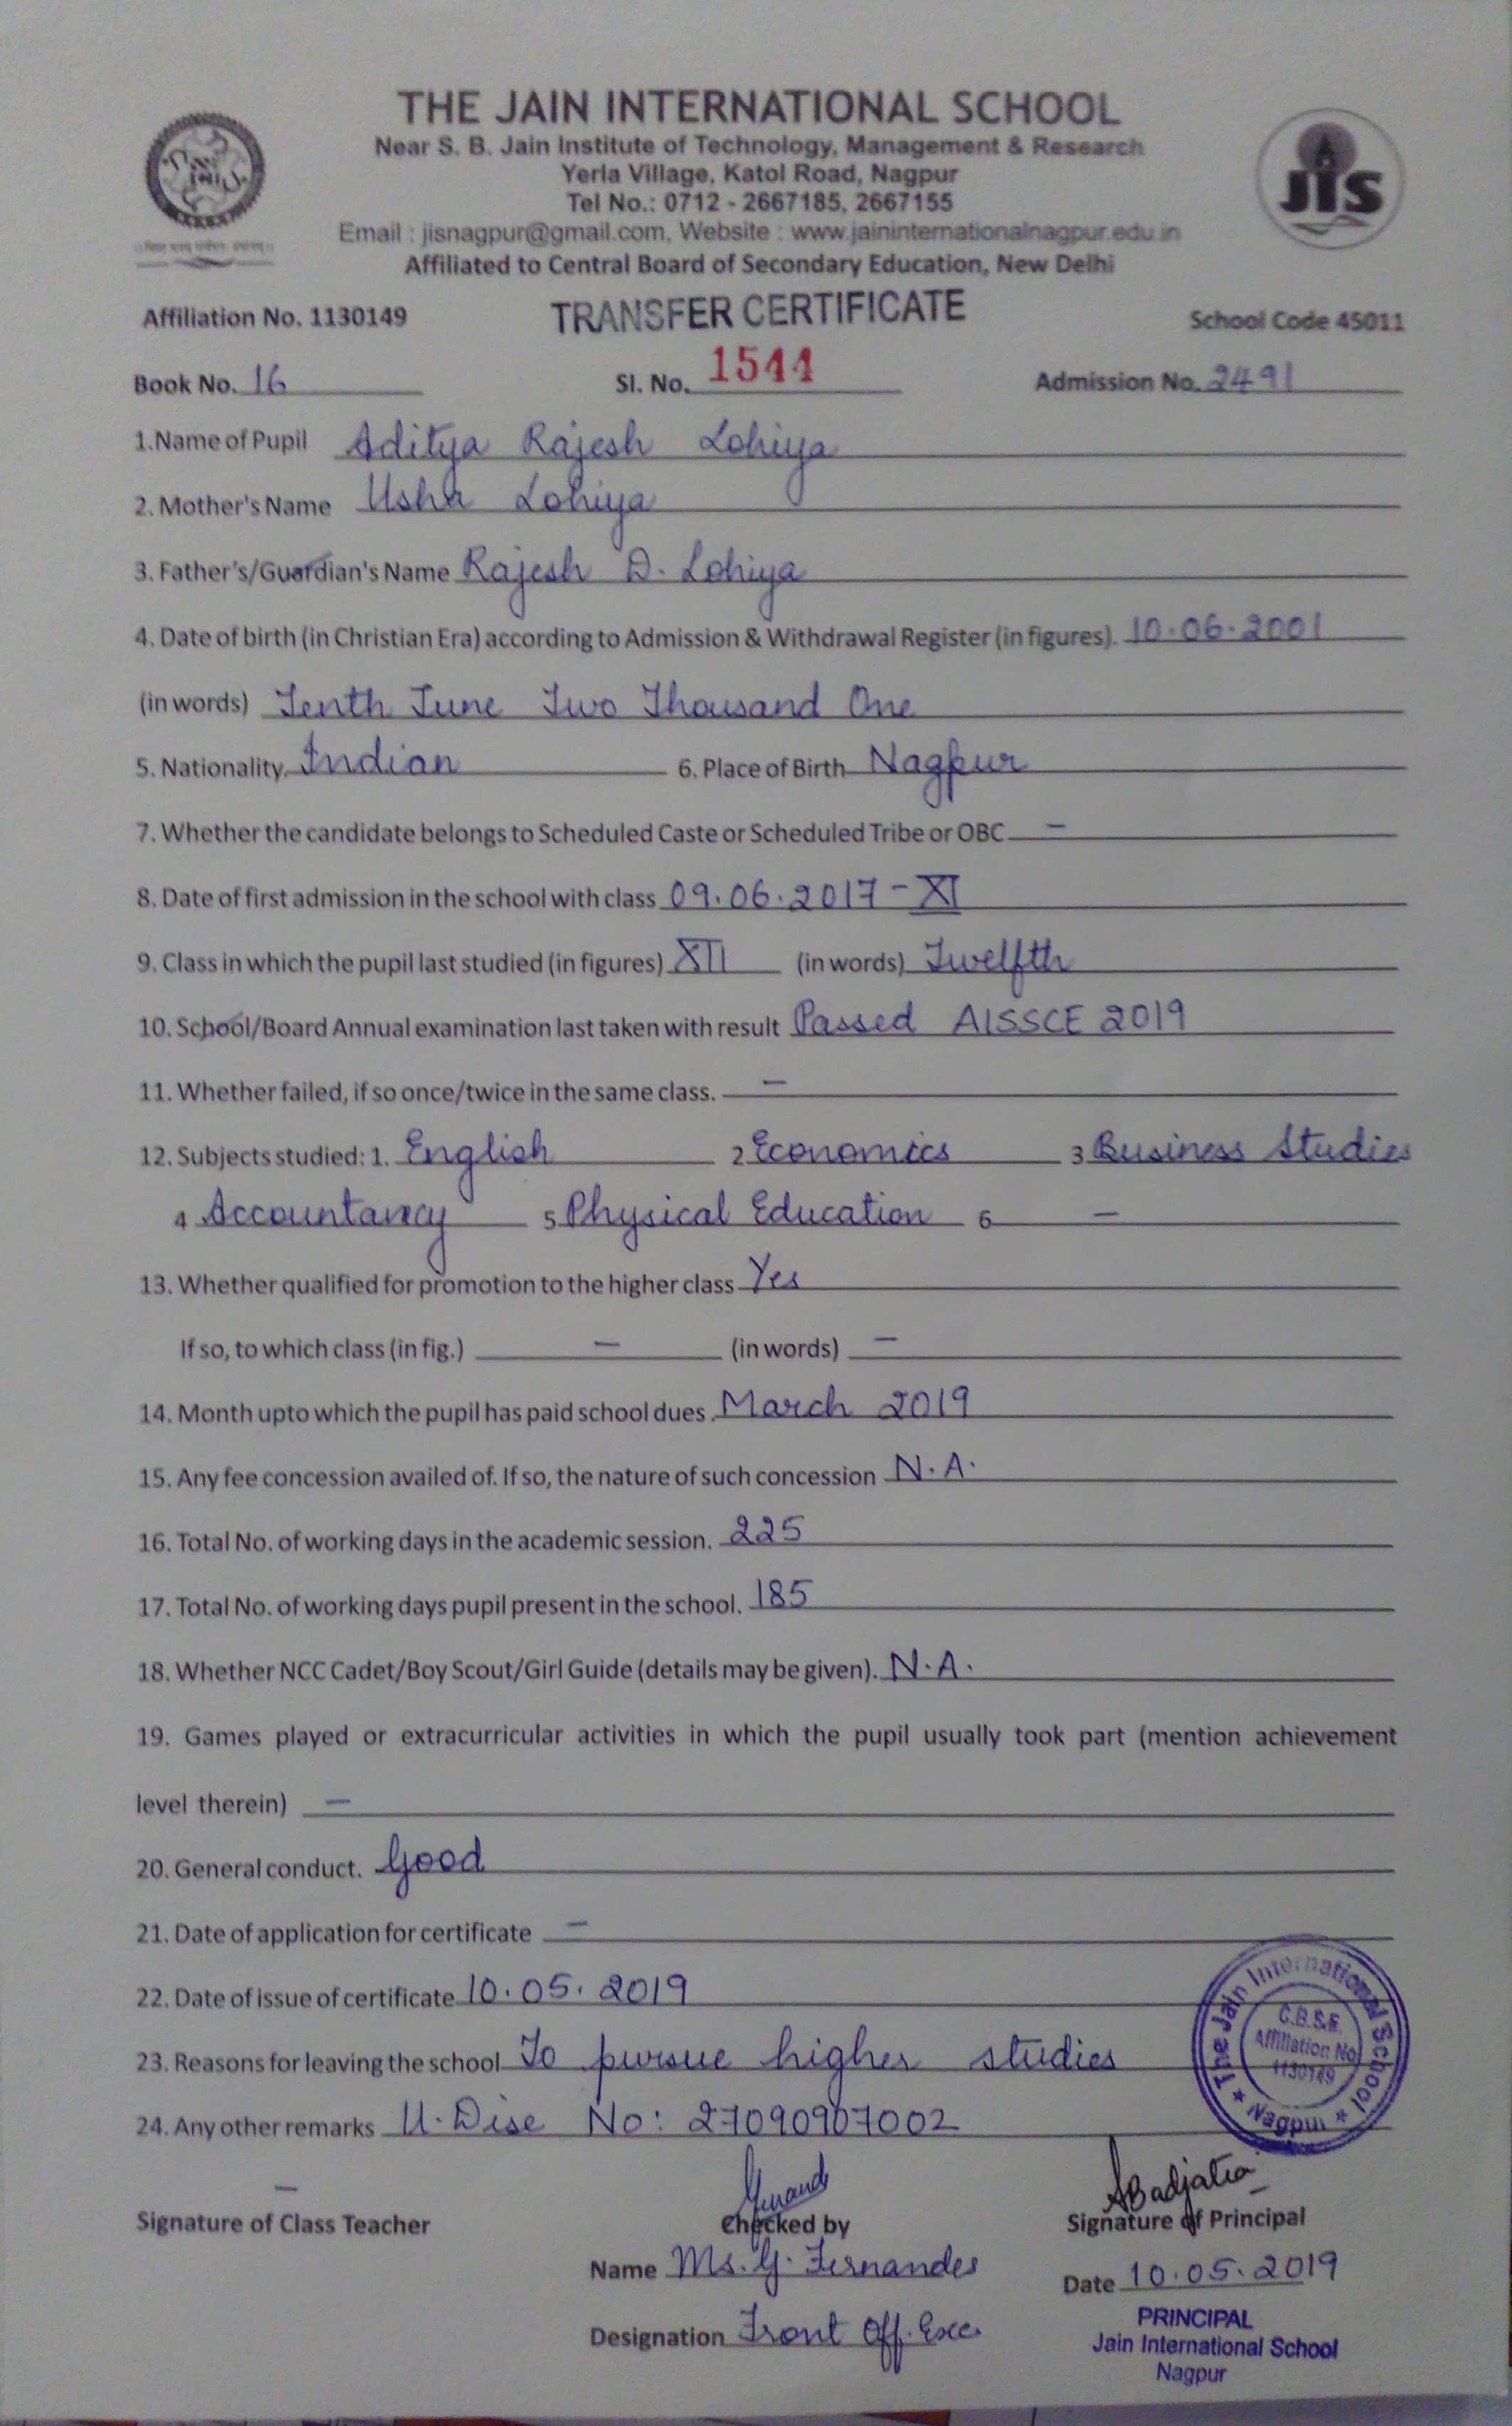 THE JAIN INTERNATIONAL SCHOOL
Near S. B. Jain Institute of Technology, Management & Research
Yerla Village, Katol Road, Nagpur
Tel No.: 0712 - 2667185, 2667155
Email : jisnagpur@gmail.com, Website : www.jaininternationalnagpur.edu.in
Affiliated to Central Board of Secondary Education, New Delhi
JIS
Affiliation No. 1130149 TRANSFER CERTIFICATE School Code 45011
Book No. 16 Sl. No. 1544 Admission No. 2491
1.Name of Pupil Aditya Rajesh Lohiya
2. Mother's Name Usha Lohiya
3. Father's/Guardian's Name Rajesh D. Lohiya
4. Date of birth (in Christian Era) according to Admission & Withdrawal Register (in figures). 10.06.2001
(in words) Tenth June Two Thousand One
5. Nationality. Indian 6. Place of Birth Nagpur
7. Whether the candidate belongs to Scheduled Caste or Scheduled Tribe or OBC —
8. Date of first admission in the school with class 09.06.2017 - XI
9. Class in which the pupil last studied (in figures) XII (in words) Twelfth
10. School/Board Annual examination last taken with result Passed AISSCE 2019
11. Whether failed, if so once/twice in the same class. —
12. Subjects studied: 1. English 2 Economics 3 Business Studies
4 Accountancy 5 Physical Education 6 —
13. Whether qualified for promotion to the higher class Yes
If so, to which class (in fig.) — (in words) —
14. Month upto which the pupil has paid school dues. March 2019
15. Any fee concession availed of. If so, the nature of such concession N.A.
16. Total No. of working days in the academic session. 225
17. Total No. of working days pupil present in the school. 185
18. Whether NCC Cadet/Boy Scout/Girl Guide (details may be given). N.A.
19. Games played or extracurricular activities in which the pupil usually took part (mention achievement
level therein) —
20. General conduct. Good
21. Date of application for certificate —
22. Date of issue of certificate 10.05.2019
23. Reasons for leaving the school To pursue higher studies
24. Any other remarks U.Dise No: 27090907002
The Jain International School
★ Nagpur ★
C.B.S.E.
Affiliation No
1130149
—
Signature of Class Teacher Checked by Signature of Principal
Name Ms. G. Fernandes Date 10.05.2019
Designation Front Off. Exe.
PRINCIPAL
Jain International School
Nagpur